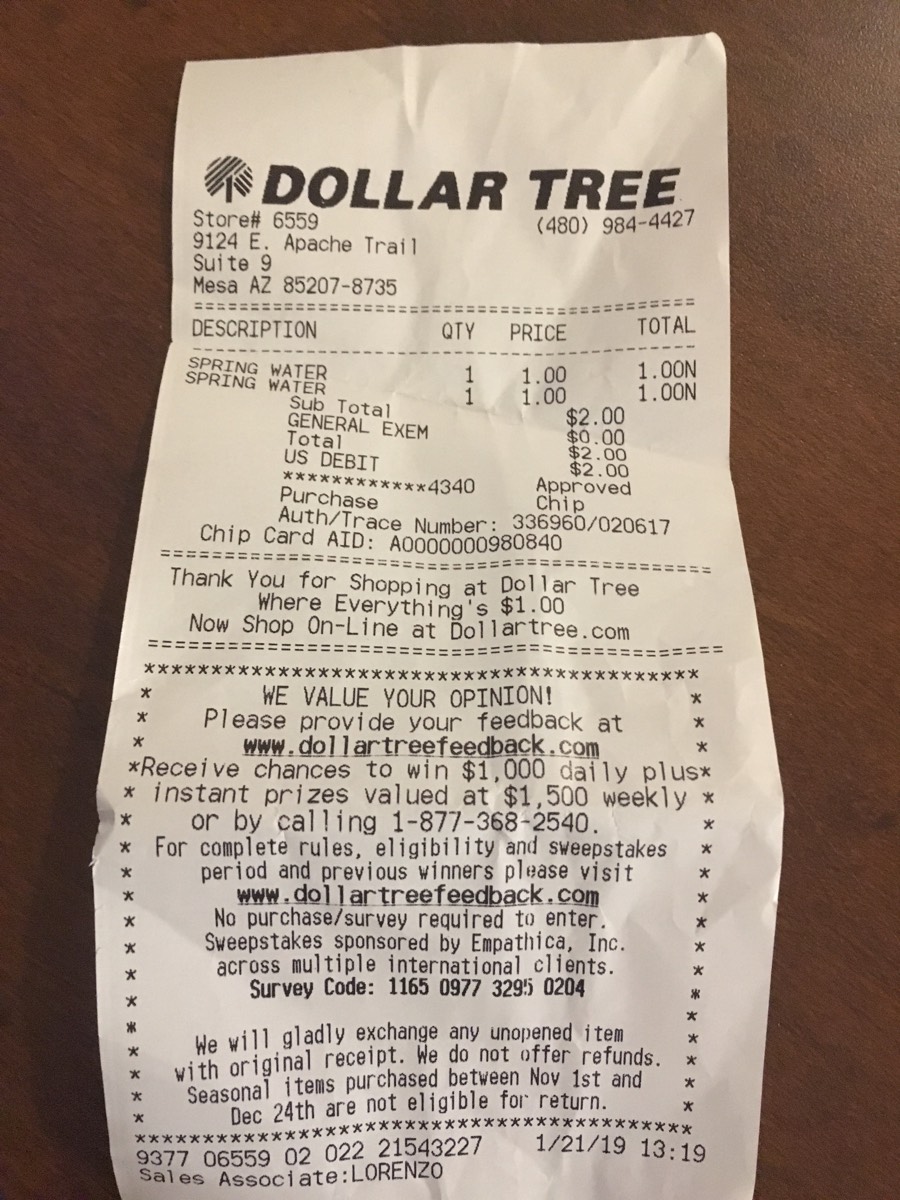 DOLLAR TREE
Store# 6559 (480) 984-4427
9124 E. Apache Trail
Suite 9
Mesa AZ 85207-8735
================================================
DESCRIPTION QTY PRICE TOTAL
------------------------------------------------
SPRING WATER 1 1.00 1.00N
SPRING WATER 1 1.00 1.00N
Sub Total $2.00
GENERAL EXEM $0.00
Total $2.00
US DEBIT $2.00
************4340 Approved
Purchase Chip
Auth/Trace Number: 336960/020617
Chip Card AID: A0000000980840
================================================
Thank You for Shopping at Dollar Tree
Where Everything's $1.00
Now Shop On-Line at Dollartree.com
================================================
******************************************
* WE VALUE YOUR OPINION! *
* Please provide your feedback at *
* www.dollartreefeedback.com *
*Receive chances to win $1,000 daily plus*
* instant prizes valued at $1,500 weekly *
* or by calling 1-877-368-2540. *
* For complete rules, eligibility and sweepstakes *
* period and previous winners please visit *
* www.dollartreefeedback.com *
* No purchase/survey required to enter. *
* Sweepstakes sponsored by Empathica, Inc. *
* across multiple international clients. *
* Survey Code: 1165 0977 3295 0204 *
* *
* We will gladly exchange any unopened item *
* with original receipt. We do not offer refunds. *
* Seasonal items purchased between Nov 1st and *
* Dec 24th are not eligible for return. *
******************************************
9377 06559 02 022 21543227 1/21/19 13:19
Sales Associate:LORENZO